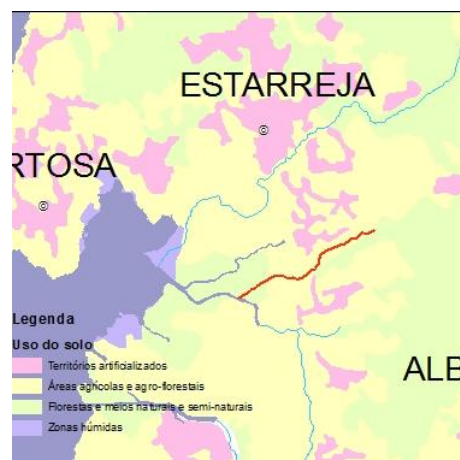 ESTARREJA
RTOSA
ALB
Legenda
Uso do solo
Territórios artificializados
Áreas agrícolas e agro-florestais
Florestas e meios naturais e semi-naturais
Zonas húmidas